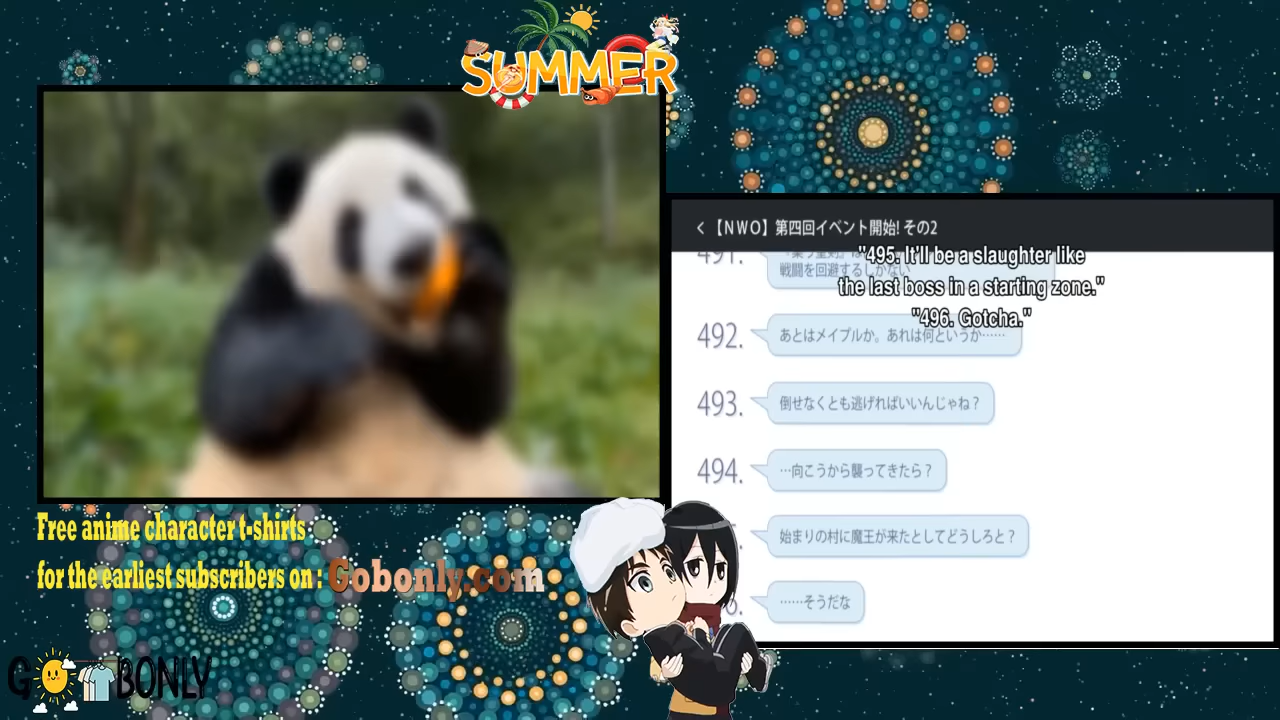 SUMMER
【NWO】第四回イベント開始! その2
491.
戦闘を回避するしかない
"495. It'll be a slaughter like
the last boss in a starting zone."
"496. Gotcha."
492.
あとはメイプルか。あれは何というか……
493.
倒せなくとも逃げればいいんじゃね？
494.
…向こうから襲ってきたら？
始まりの村に魔王が来たとしてどうしろと？
……そうだな
Free anime character t-shirts
for the earliest subscribers on : Gobonly.com
GOBONLY